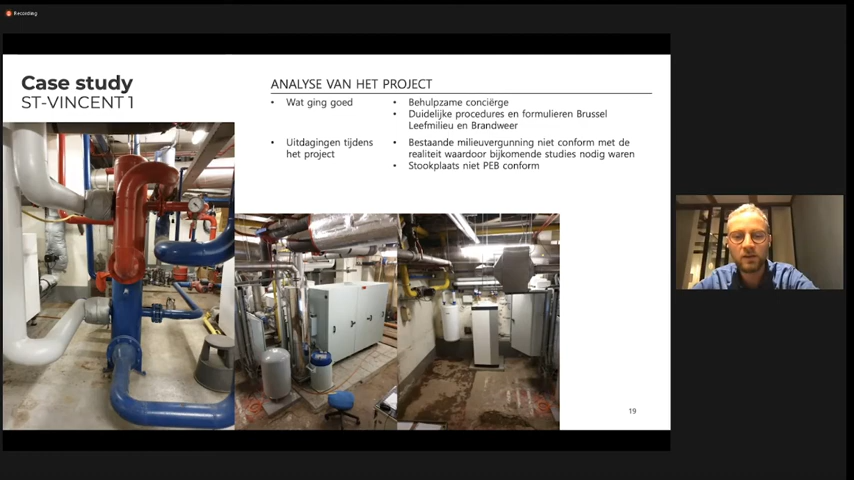 Recording
Case study
ST-VINCENT 1
ANALYSE VAN HET PROJECT
• Wat ging goed
• Behulpzame conciërge
• Duidelijke procedures en formulieren Brussel
Leefmilieu en Brandweer
• Uitdagingen tijdens
het project
• Bestaande milieuvergunning niet conform met de
realiteit waardoor bijkomende studies nodig waren
• Stookplaats niet PEB conform
19